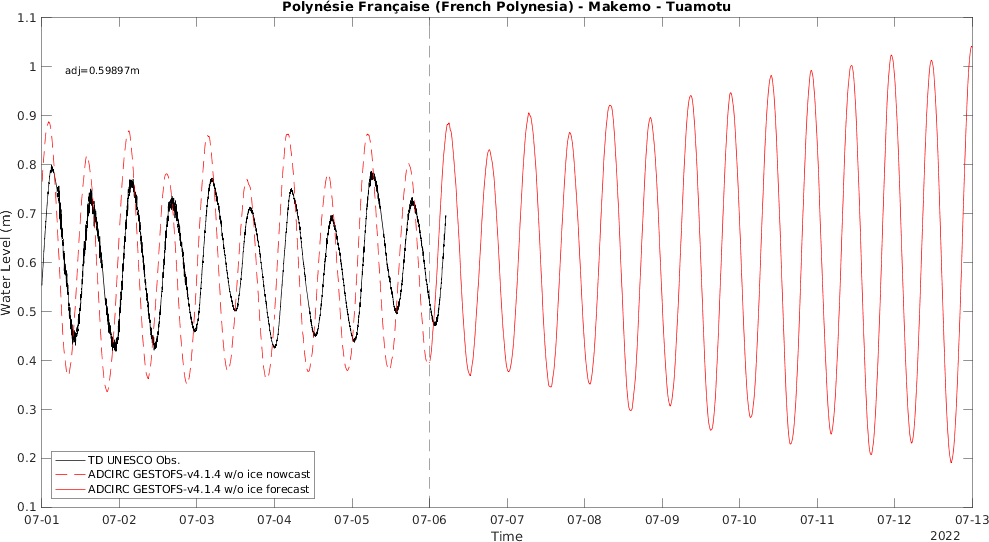 Polynésie Française (French Polynesia) - Makemo - Tuamotu
1.1
1
0.9
0.8
0.7
0.6
0.5
0.4
0.3
0.2
0.1
Water Level (m)
adj=0.59897m
TD UNESCO Obs.
ADCIRC GESTOFS-v4.1.4 w/o ice nowcast
ADCIRC GESTOFS-v4.1.4 w/o ice forecast
07-01 07-02 07-03 07-04 07-05 07-06 07-07 07-08 07-09 07-10 07-11 07-12 07-13
Time
2022